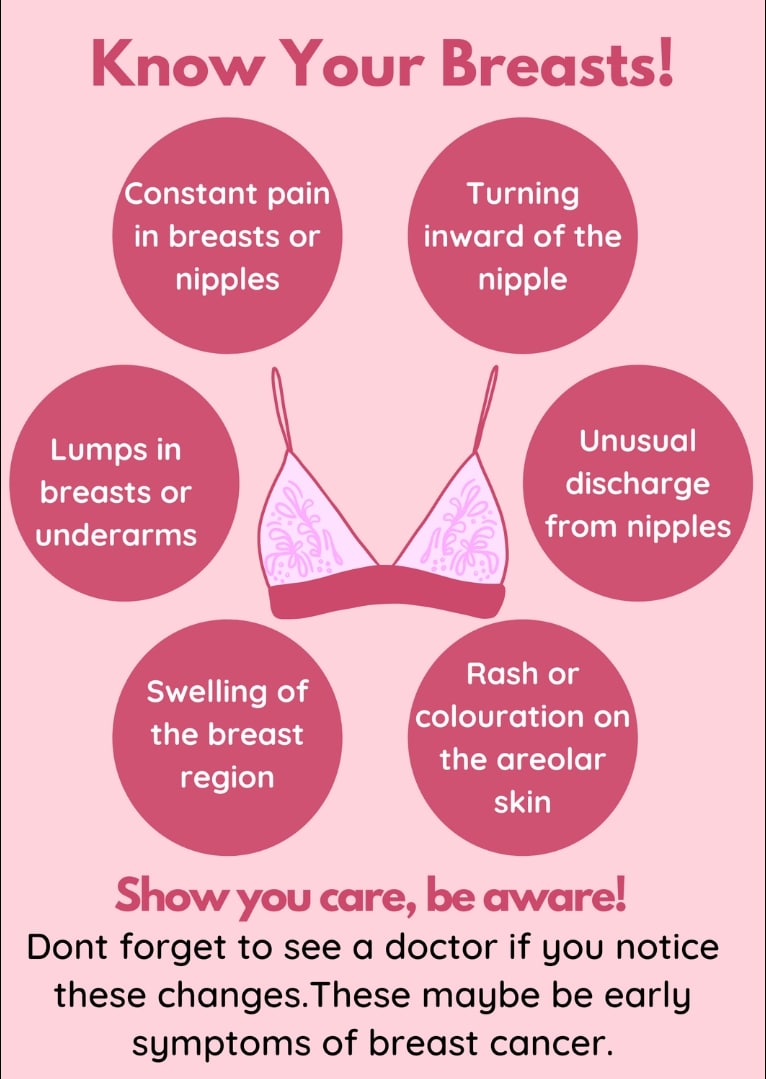 Know Your Breasts!
Constant pain
in breasts or
nipples
Turning
inward of the
nipple
Lumps in
breasts or
underarms
Unusual
discharge
from nipples
Swelling of
the breast
region
Rash or
colouration on
the areolar
skin
Show you care, be aware!
Dont forget to see a doctor if you notice
these changes.These maybe be early
symptoms of breast cancer.